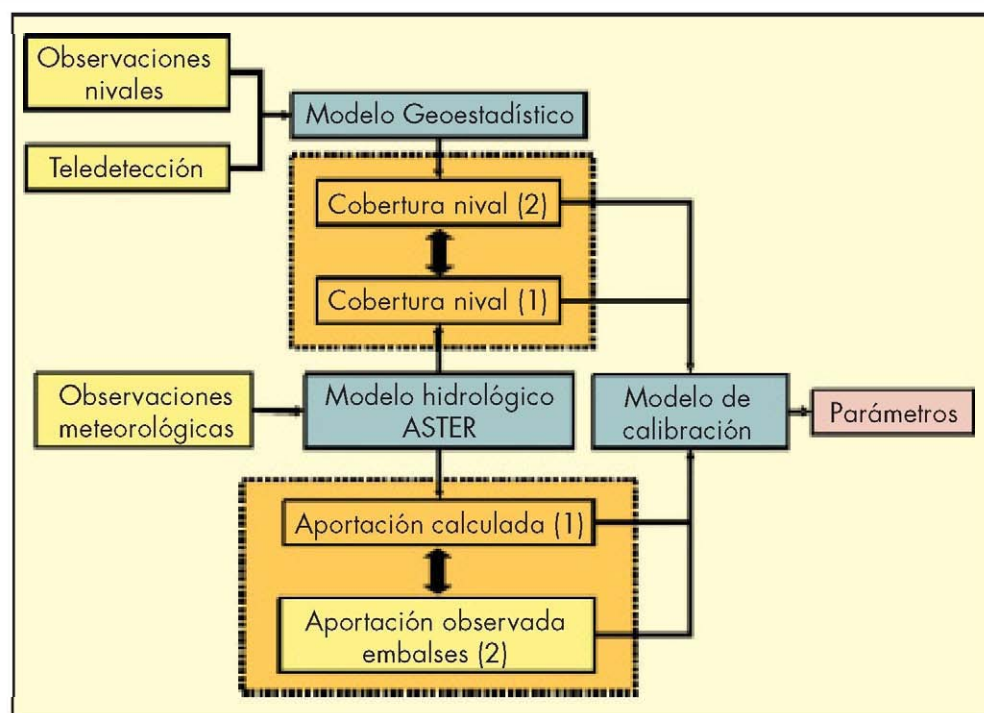 Observaciones
nivales
Modelo Geoestadístico
Teledetección
Cobertura nival (2)
Cobertura nival (1)
Observaciones
meteorológicas
Modelo hidrológico
ASTER
Modelo de
calibración
Parámetros
Aportación calculada (1)
Aportación observada
embalses (2)